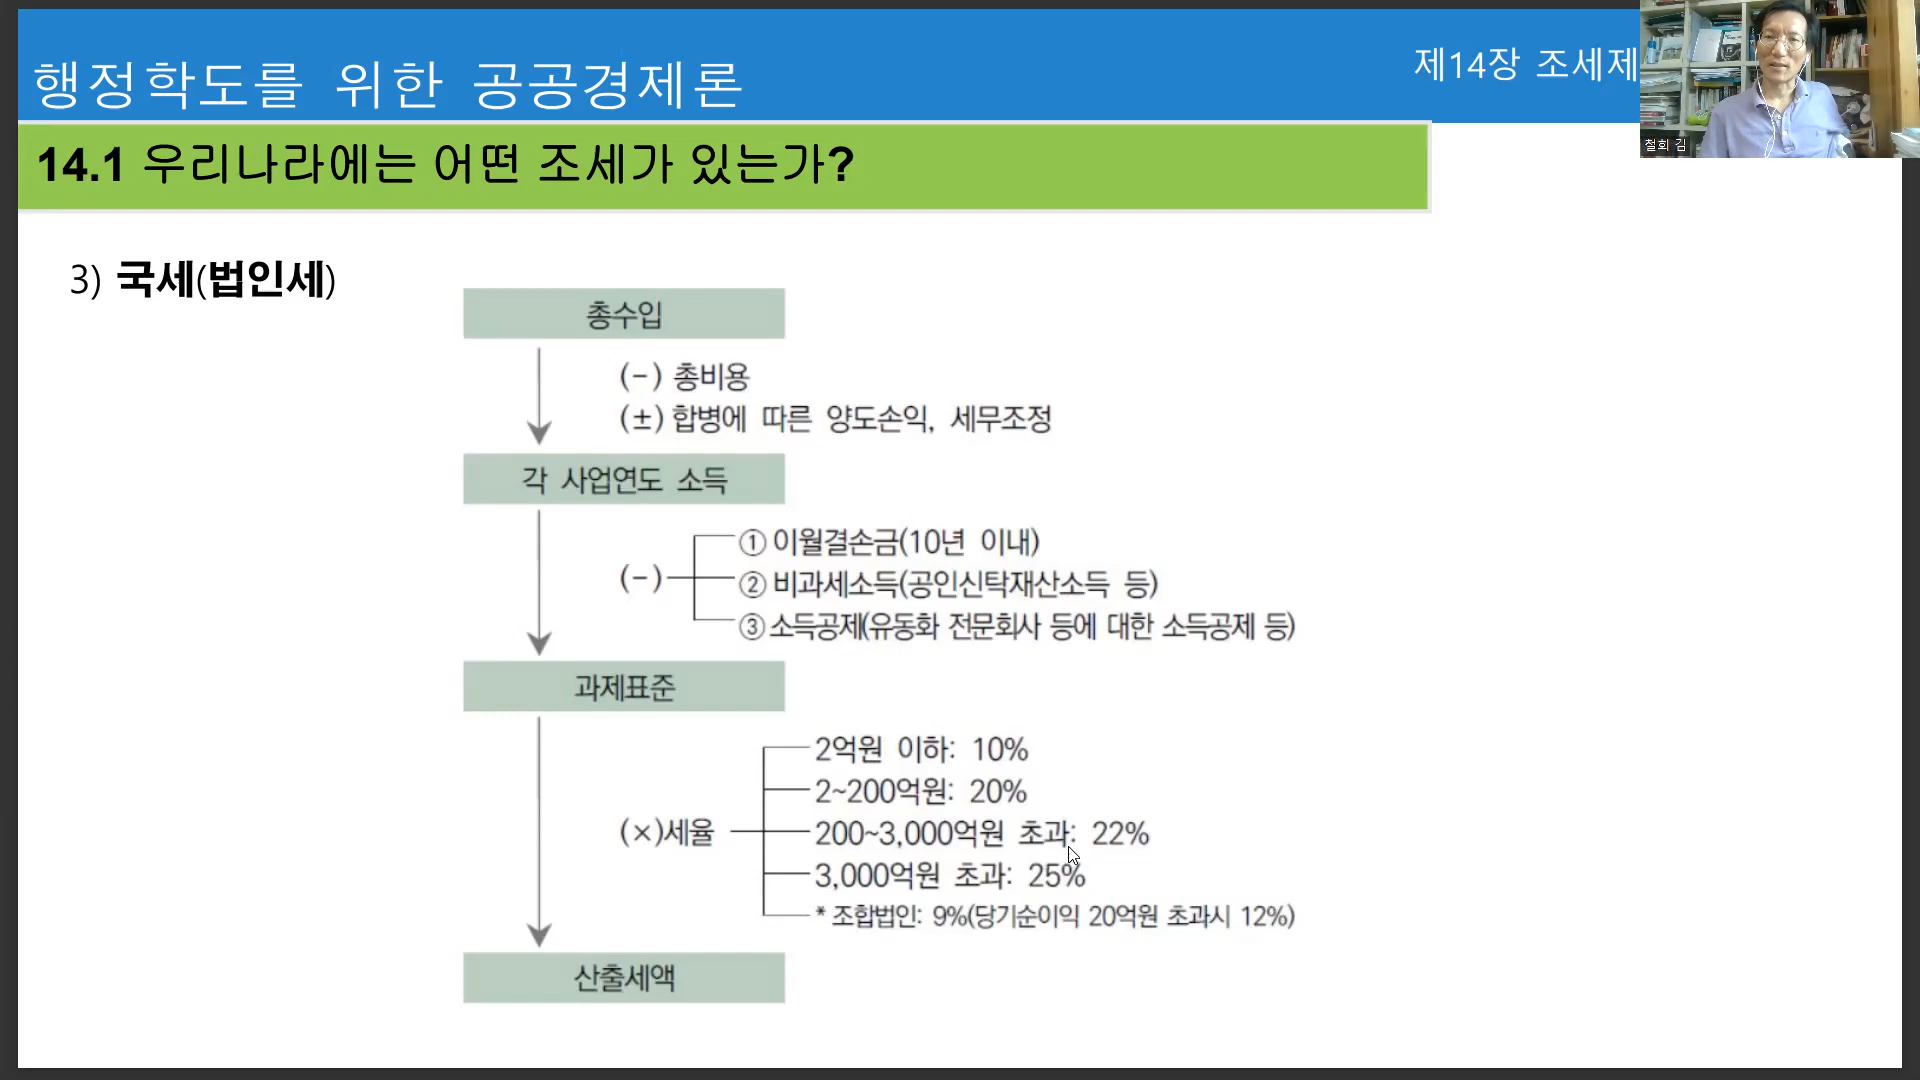 행정학도를 위한 공공경제론
제14장 조세제
철회 김
14.1 우리나라에는 어떤 조세가 있는가?
3) 국세(법인세)
총수입
(-) 총비용
(±) 합병에 따른 양도손익, 세무조정
각 사업연도 소득
(-)
① 이월결손금(10년 이내)
② 비과세소득(공인신탁재산소득 등)
③ 소득공제(유동화 전문회사 등에 대한 소득공제 등)
과제표준
(×)세율
2억원 이하: 10%
2~200억원: 20%
200~3,000억원 초과: 22%
3,000억원 초과: 25%
* 조합법인: 9%(당기순이익 20억원 초과시 12%)
산출세액